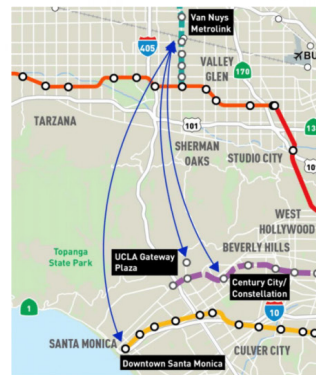 Van Nuys
Metrolink
405
VALLEY
GLEN
170
BU
TARZANA
101
SHERMAN
OAKS
STUDIO CITY
101
WEST
HOLLYWOOD
BEVERLY HILLS
Topanga
State Park
UCLA Gateway
Plaza
Century City/
Constellation
1
10
SANTA MONICA
CULVER CITY
Downtown Santa Monica